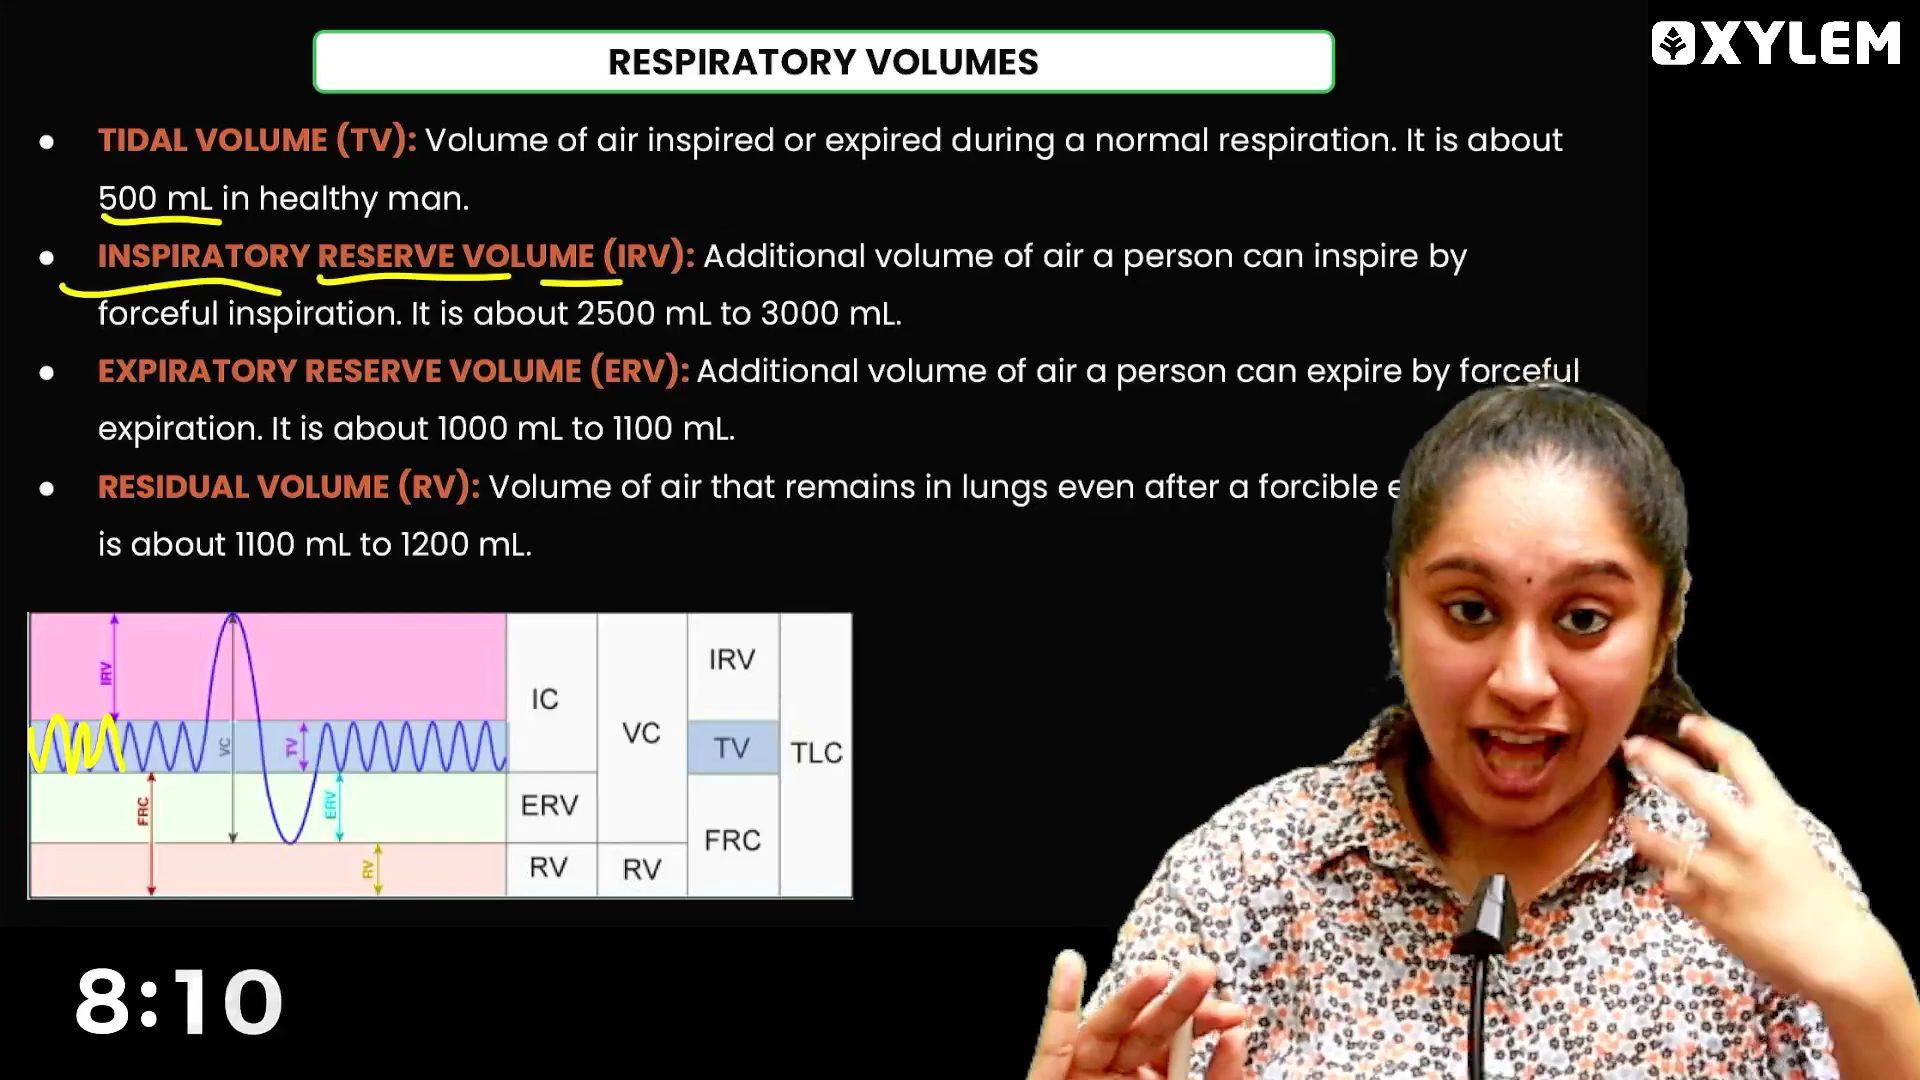 RESPIRATORY VOLUMES
XYLEM
TIDAL VOLUME (TV): Volume of air inspired or expired during a normal respiration. It is about
500 mL in healthy man.
INSPIRATORY RESERVE VOLUME (IRV): Additional volume of air a person can inspire by
forceful inspiration. It is about 2500 mL to 3000 mL.
EXPIRATORY RESERVE VOLUME (ERV): Additional volume of air a person can expire by forceful
expiration. It is about 1000 mL to 1100 mL.
RESIDUAL VOLUME (RV): Volume of air that remains in lungs even after a forcible
is about 1100 mL to 1200 mL.
IRV
VC
TV
FRC
ERV
RV
IC
ERV
RV
VC
RV
IRV
TV
FRC
TLC
8:10